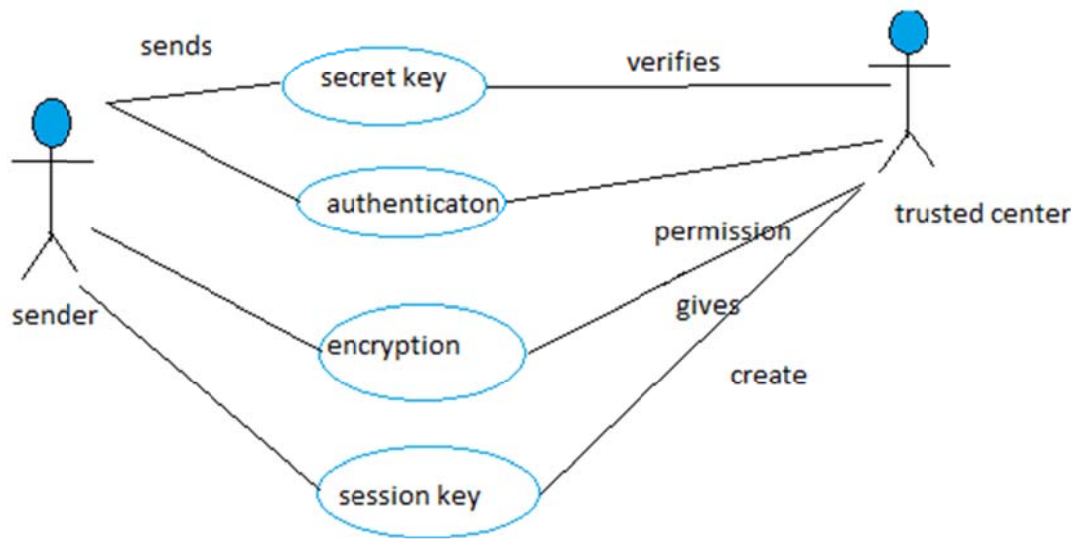 sends
secret key
verifies
authenticaton
trusted center
permission
sender
gives
encryption
create
session key